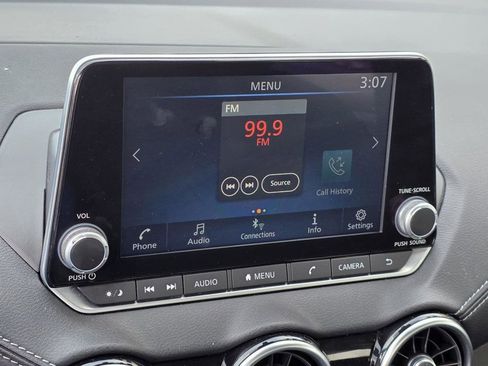 MENU
3:07
FM
99.9
FM
Source
Call History
TUNE·SCROLL
VOL
Phone
Audio
Connections
Info
Settings
PUSH
PUSH SOUND
AUDIO
MENU
CAMERA